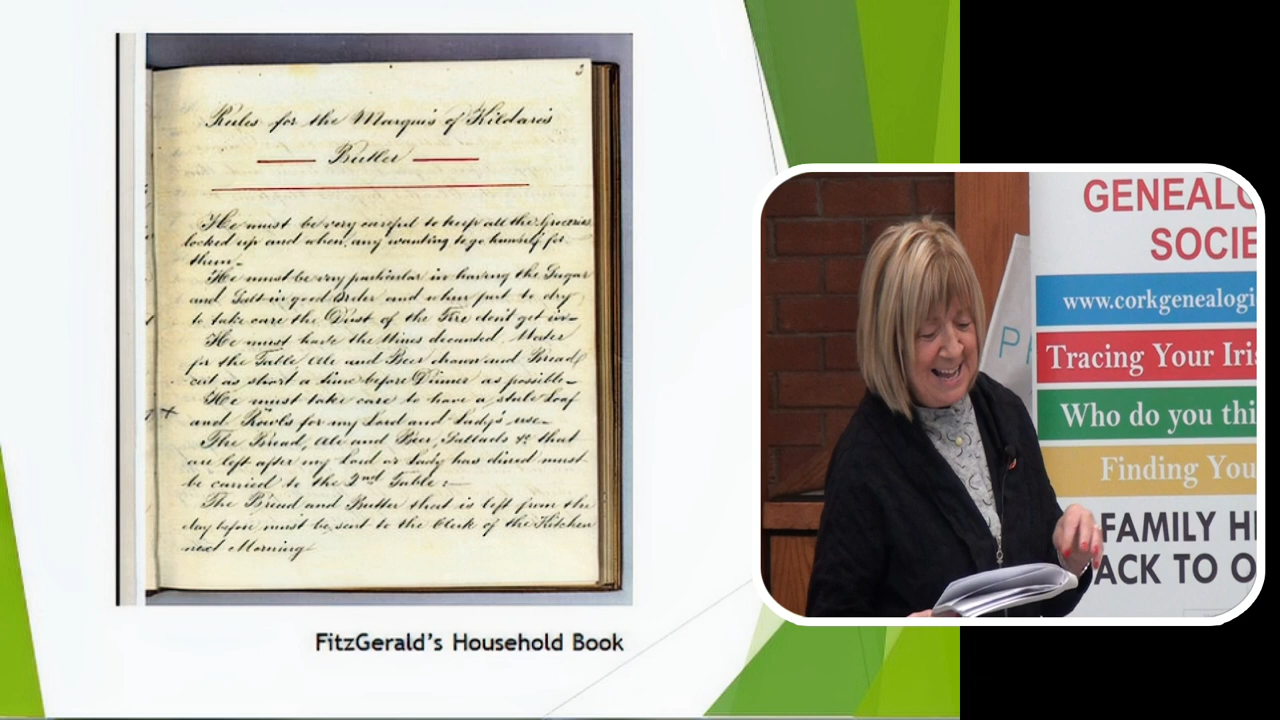 3
Rules for the Marquis of Kildare's
Butler
He must be very careful to keep all the Groceries
locked up and when any wanting to go himself for
them
He must be very particular in having the Sugar
and Salt in good Order and when put to dry
to take care the Dust of the Fire don't get in
He must have the Wines decanted, Water
for the Table, Ale and Beer drawn and Bread
cut as short a time before Dinner as possible
He must take care to have a stale Loaf
and Rowls for my Lord and Lady's use
The Bread, Ale and Beer, Sallads &c that
are left after my Lord or Lady has dined must
be carried to the 2nd Table:
The Bread and Butter that is left from the
day before must be sent to the Clerk of the Kitchen
next Morning
FitzGerald's Household Book
GENEALO
SOCIE
www.corkgenealogi
Tracing Your Iris
Who do you thi
Finding You
FAMILY HI
ACK TO O